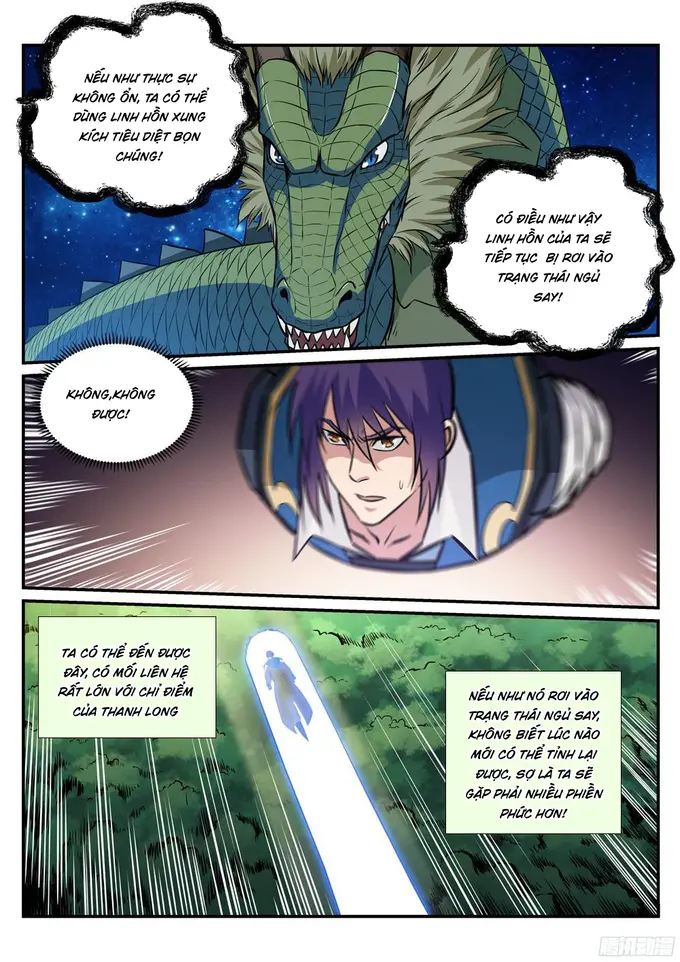 NẾU NHƯ THỰC SỰ
KHÔNG ỔN, TA CÓ THỂ
DÙNG LINH HỒN XUNG
KÍCH TIÊU DIỆT BỌN
CHÚNG!
CÓ ĐIỀU NHƯ VẬY
LINH HỒN CỦA TA SẼ
TIẾP TỤC BỊ RƠI VÀO
TRẠNG THÁI NGỦ
SAY!
KHÔNG,KHÔNG
ĐƯỢC!
TA CÓ THỂ ĐẾN ĐƯỢC
ĐÂY, CÓ MỐI LIÊN HỆ
RẤT LỚN VỚI CHỈ ĐIỂM
CỦA THANH LONG
NẾU NHƯ NÓ RƠI VÀO
TRẠNG THÁI NGỦ SAY,
KHÔNG BIẾT LÚC NÀO
MỚI CÓ THỂ TỈNH LẠI
ĐƯỢC, SỢ LÀ TA SẼ
GẶP PHẢI NHIỀU PHIỀN
PHỨC HƠN!
腾讯动漫